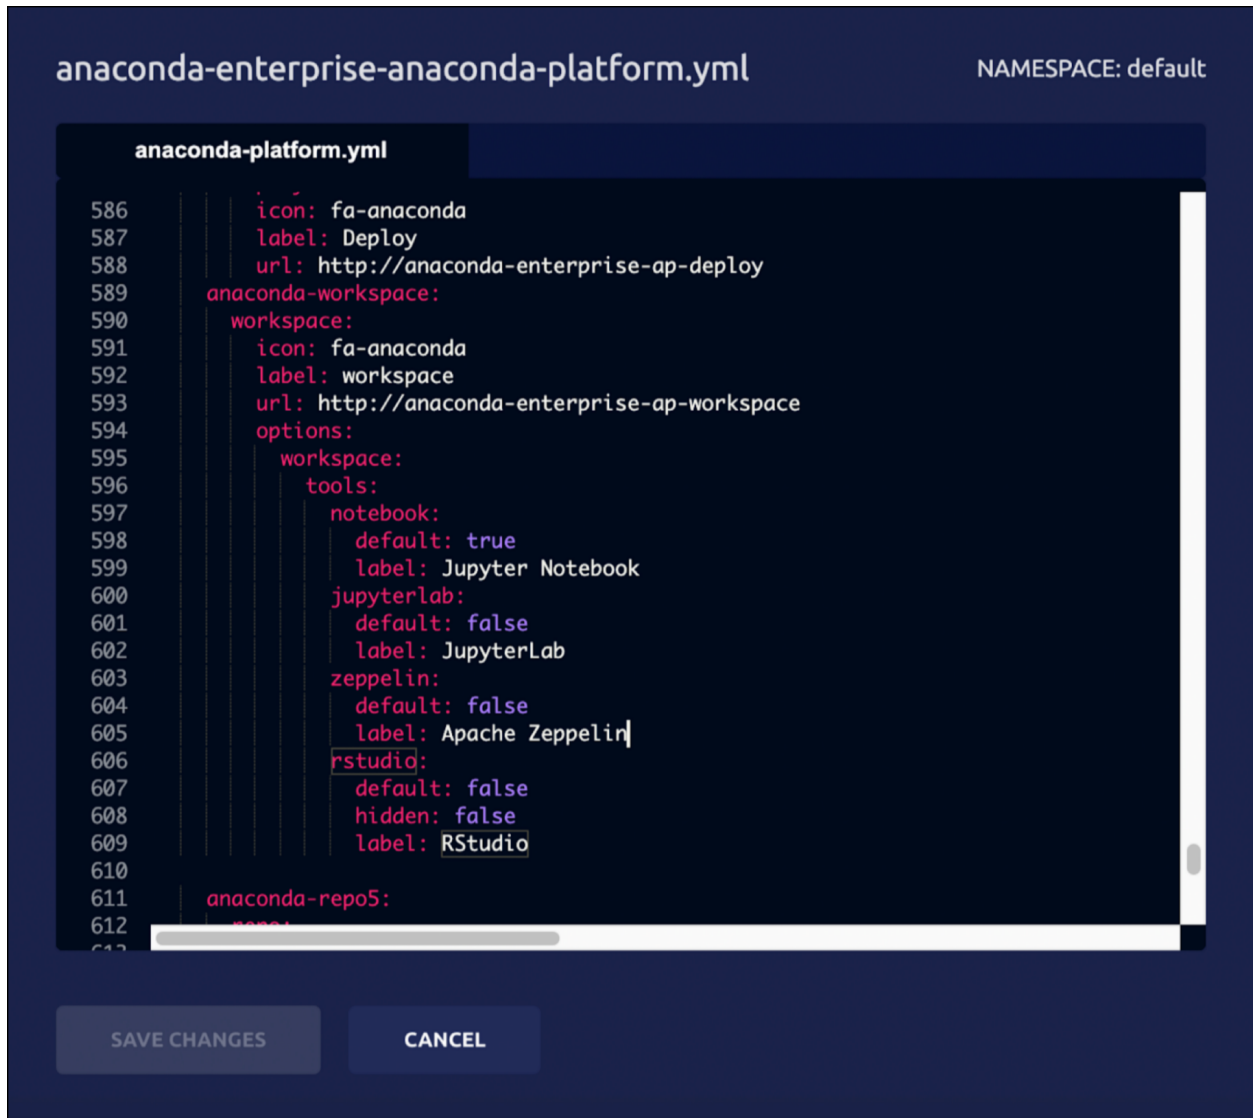 anaconda-enterprise-anaconda-platform.yml NAMESPACE: default
anaconda-platform.yml
586 icon: fa-anaconda
587 label: Deploy
588 url: http://anaconda-enterprise-ap-deploy
589 anaconda-workspace:
590 workspace:
591 icon: fa-anaconda
592 label: workspace
593 url: http://anaconda-enterprise-ap-workspace
594 options:
595 workspace:
596 tools:
597 notebook:
598 default: true
599 label: Jupyter Notebook
600 jupyterlab:
601 default: false
602 label: JupyterLab
603 zeppelin:
604 default: false
605 label: Apache Zeppelin
606 rstudio:
607 default: false
608 hidden: false
609 label: RStudio
610
611 anaconda-repo5:
612
SAVE CHANGES CANCEL